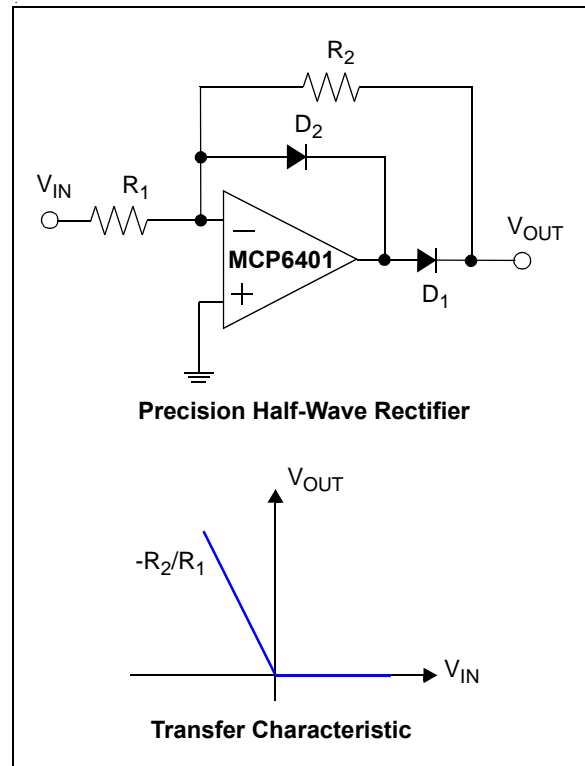 R2
D2
VIN
R1
VOUT
−
MCP6401
+
D1
Precision Half-Wave Rectifier
VOUT
-R2/R1
VIN
Transfer Characteristic